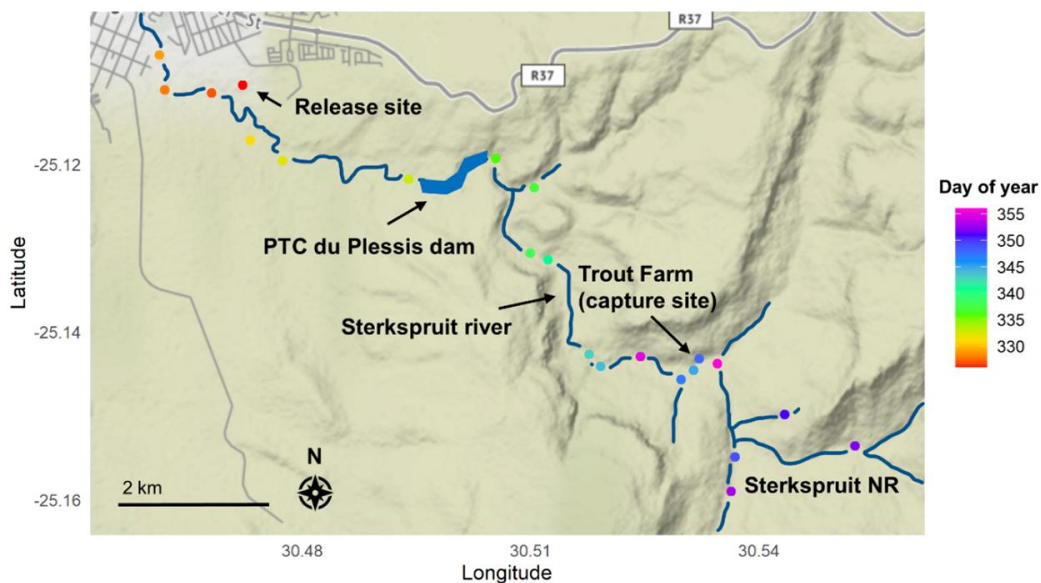 St
R37
R37
Release site
-25.12
PTC du Plessis dam
Trout Farm
(capture site)
Sterkspruit river
-25.14
Sterkspruit NR
-25.16
N
2 km
30.48
30.51
30.54
Longitude
Latitude
Day of year
355
350
345
340
335
330